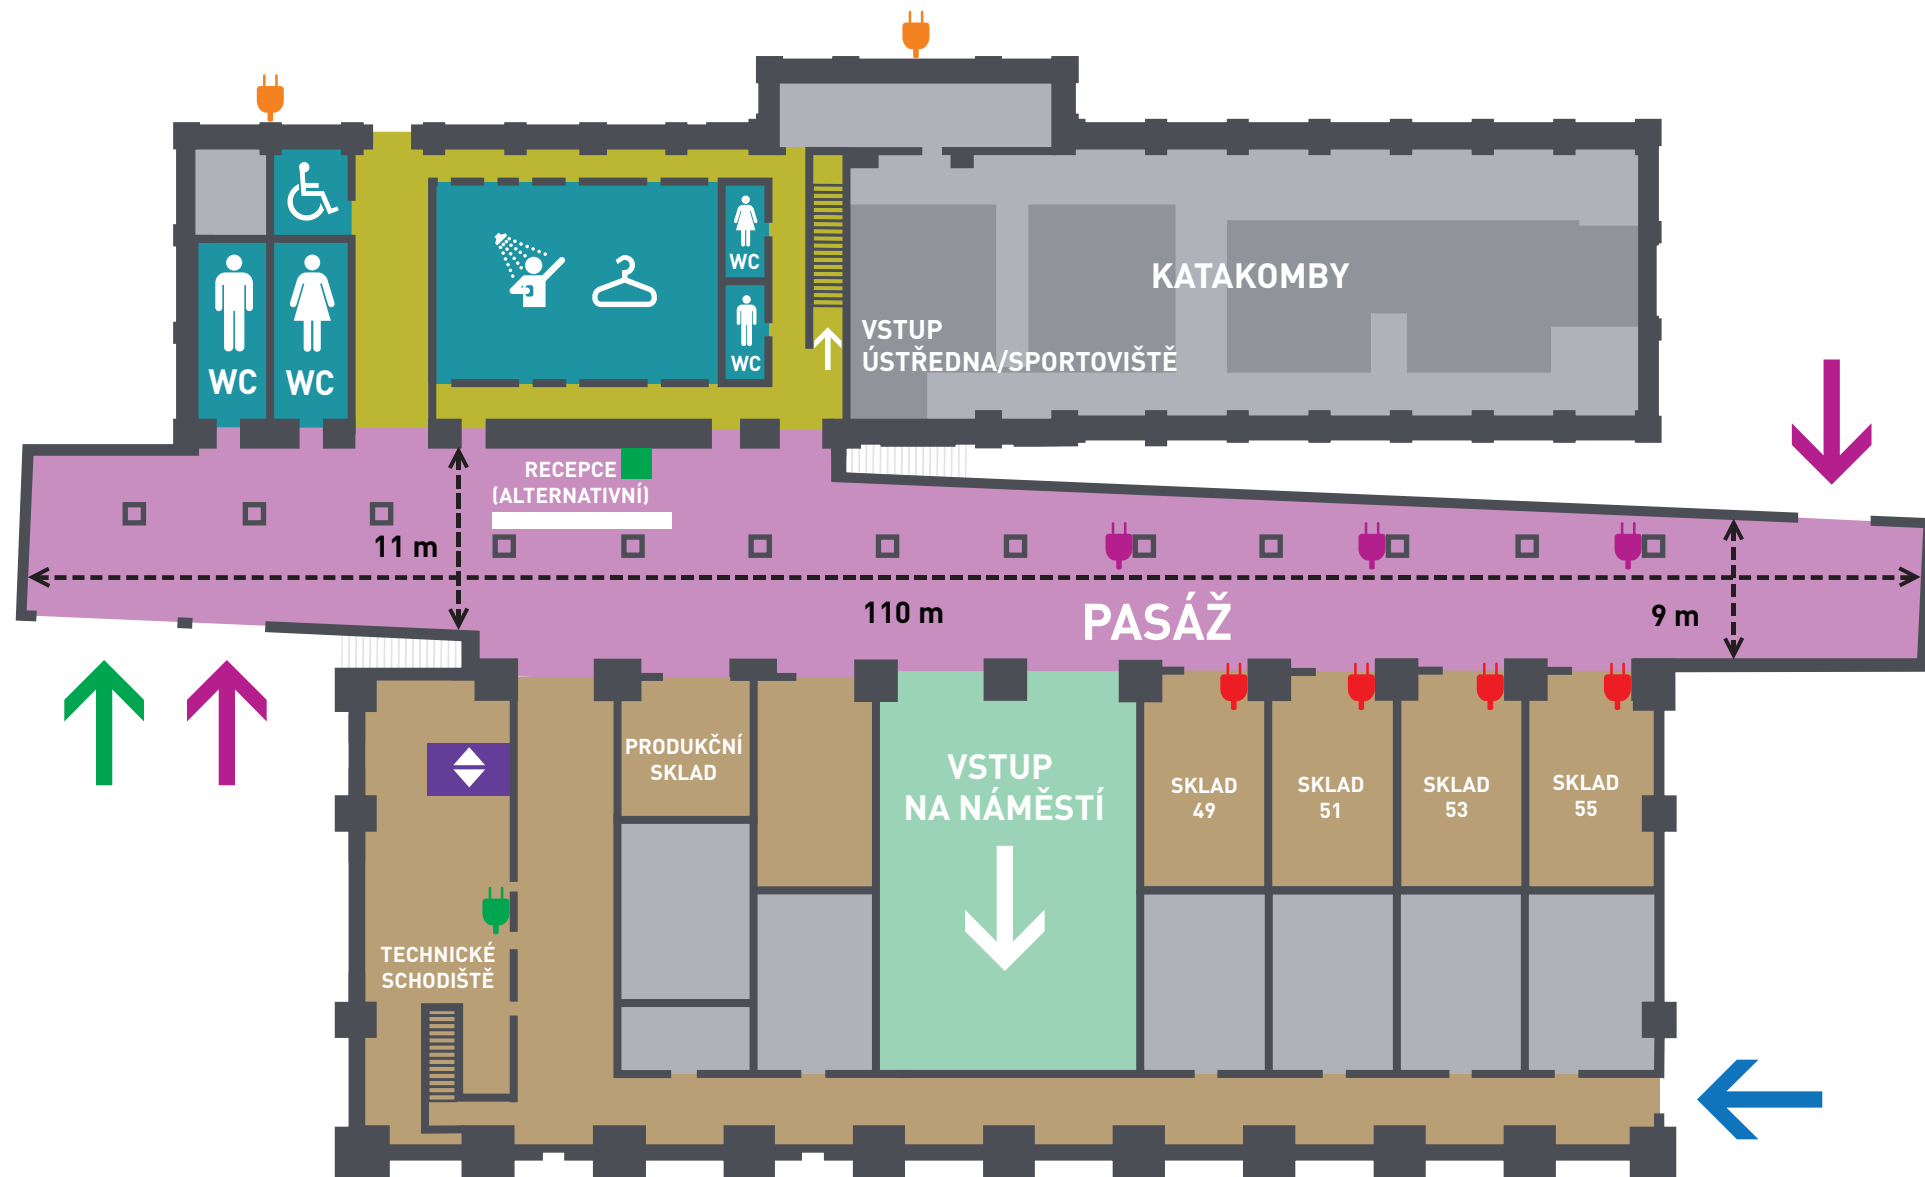 KATAKOMBY
WC
WC
VSTUP
ÚSTŘEDNA/SPORTOVIŠTĚ
WC
WC
RECEPCE
(ALTERNATIVNÍ)
11 m
110 m
PASÁŽ
9 m
PRODUKČNÍ
SKLAD
VSTUP
NA NÁMĚSTÍ
SKLAD
49
SKLAD
51
SKLAD
53
SKLAD
55
TECHNICKÉ
SCHODIŠTĚ